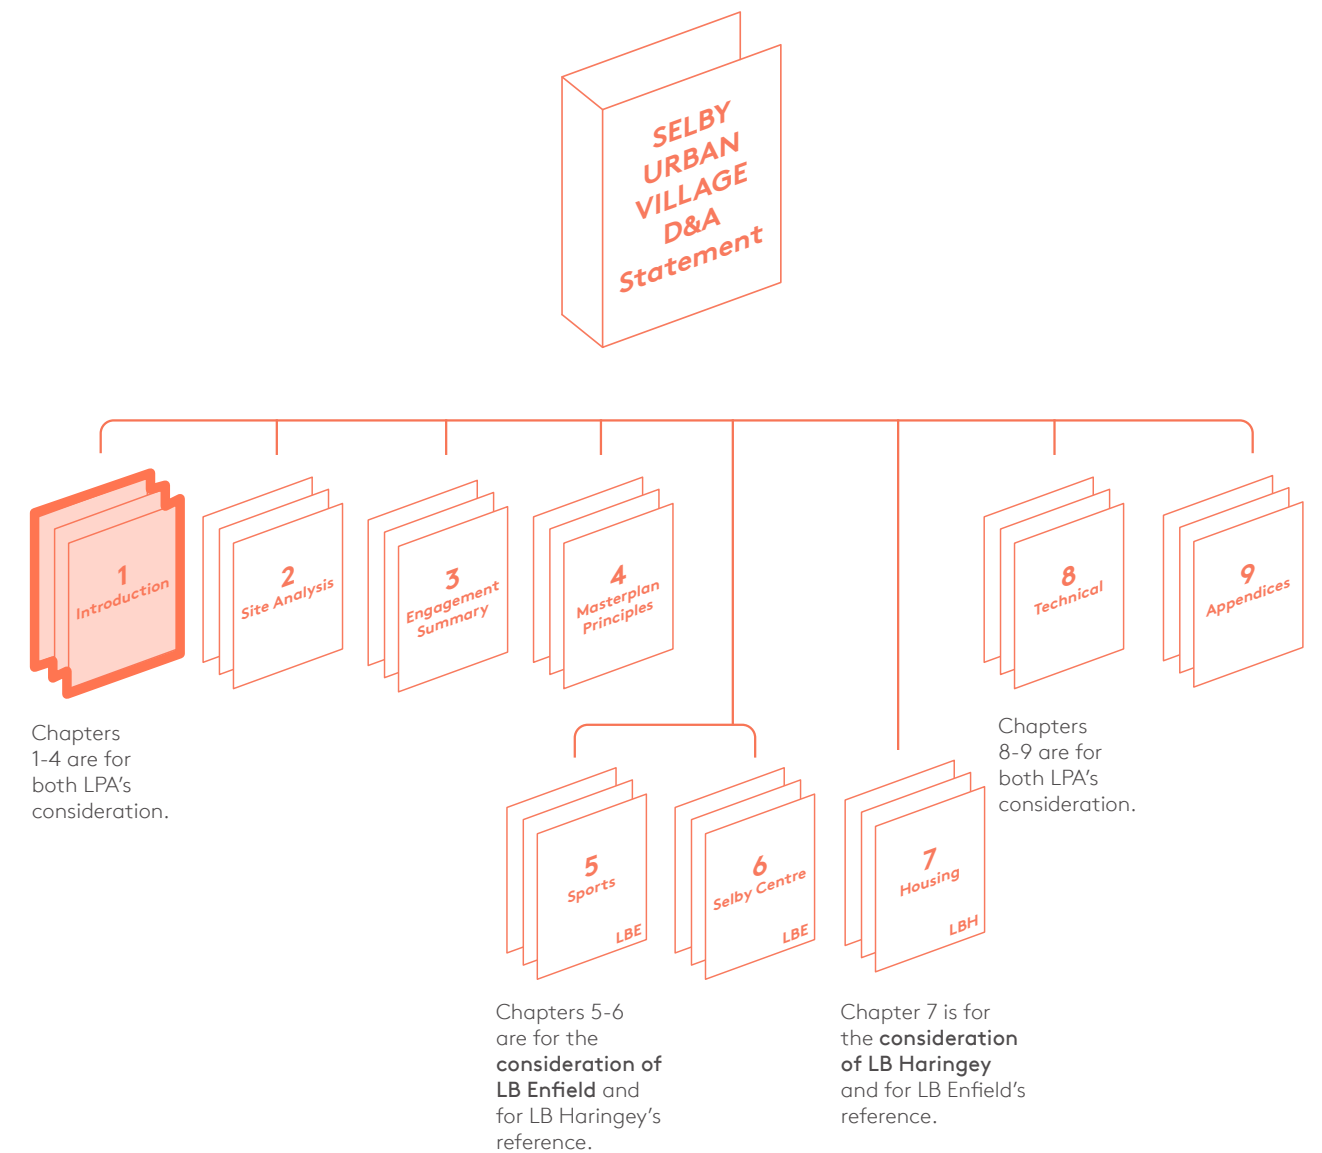 SELBY
URBAN
VILLAGE
D&A
Statement
1
Introduction
2
Site Analysis
3
Engagement
Summary
4
Masterplan
Principles
8
Technical
9
Appendices
Chapters
1-4 are for
both LPA's
consideration.
Chapters
8-9 are for
both LPA's
consideration.
5
Sports
LBE
6
Selby Centre
LBE
7
Housing
LBH
Chapters 5-6
are for the
consideration of
LB Enfield and
for LB Haringey's
reference.
Chapter 7 is for
the consideration
of LB Haringey
and for LB Enfield's
reference.